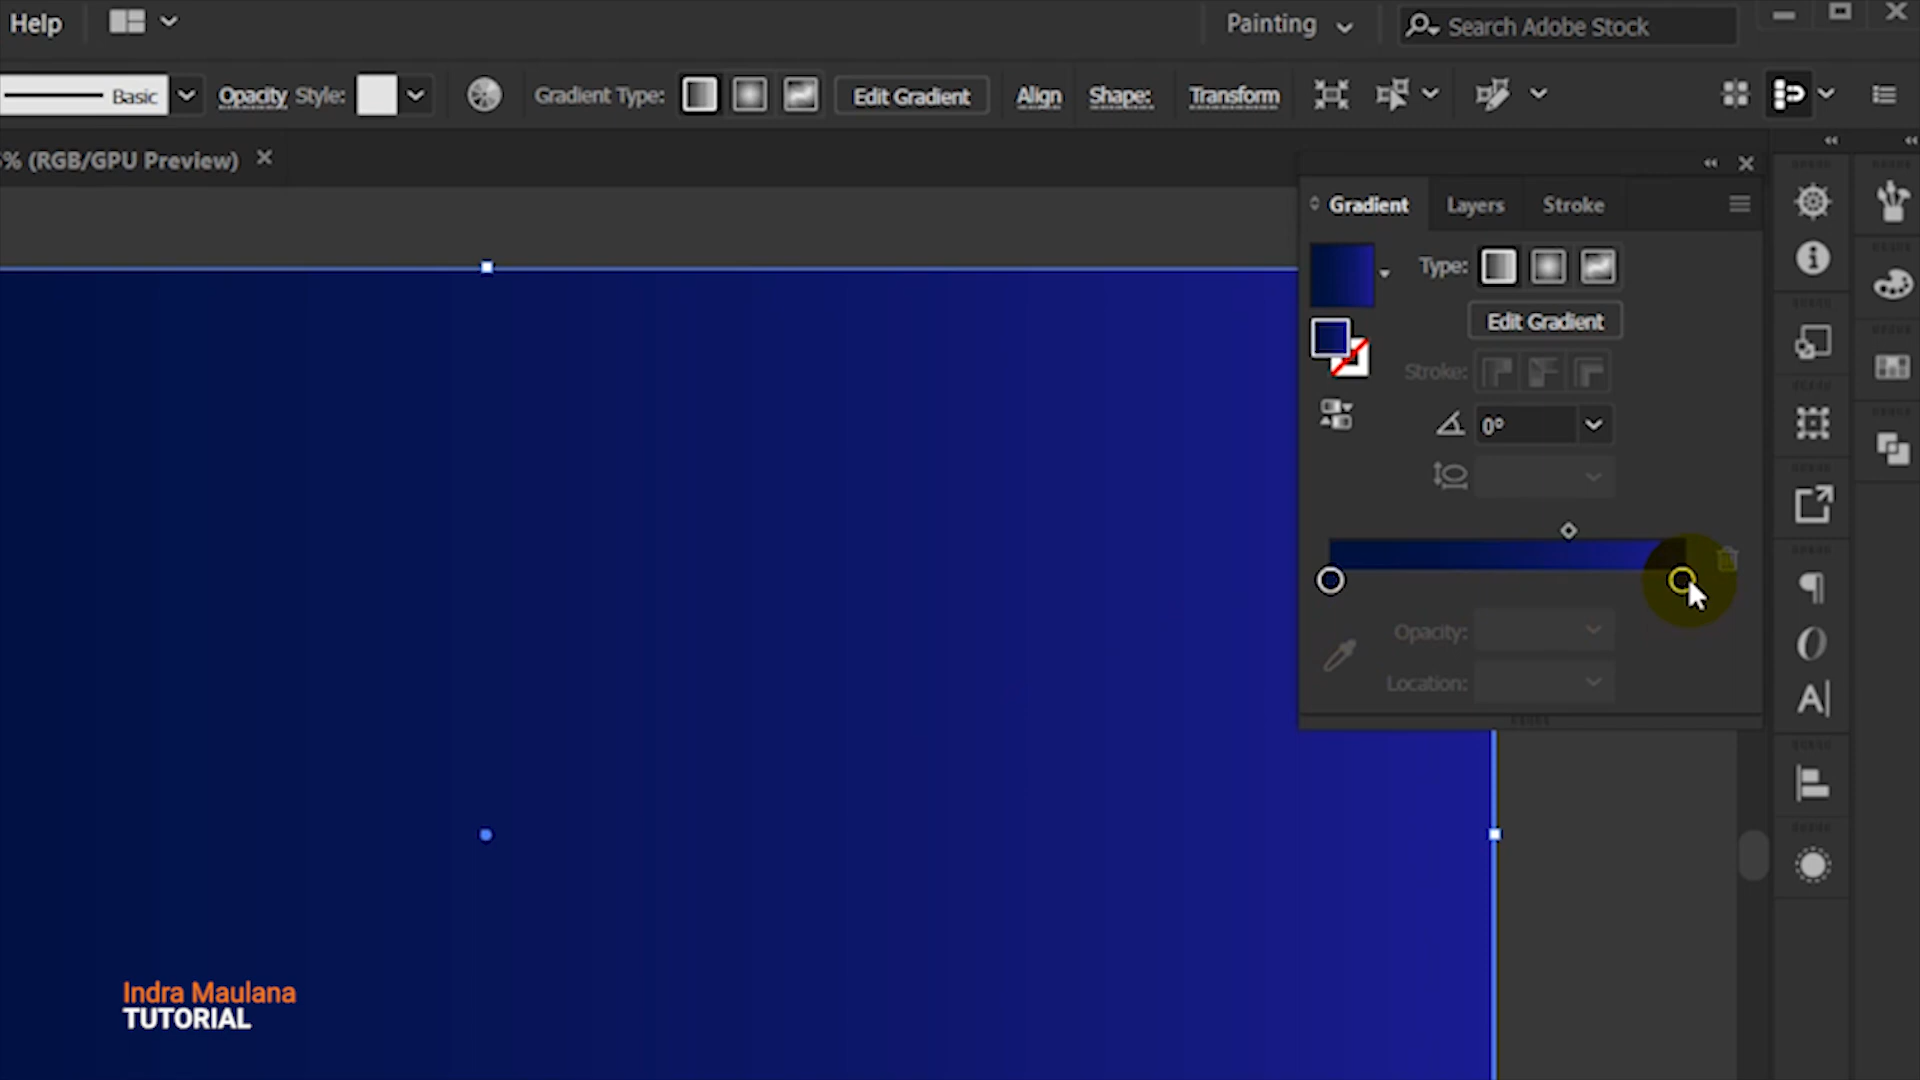 Help
Painting
Search Adobe Stock
Basic
Opacity Style:
Gradient Type:
Edit Gradient
Align
Shape:
Transform
% (RGB/GPU Preview)
Gradient
Layers
Stroke
Type:
Edit Gradient
Stroke:
0°
Opacity:
Location:
Indra Maulana
TUTORIAL